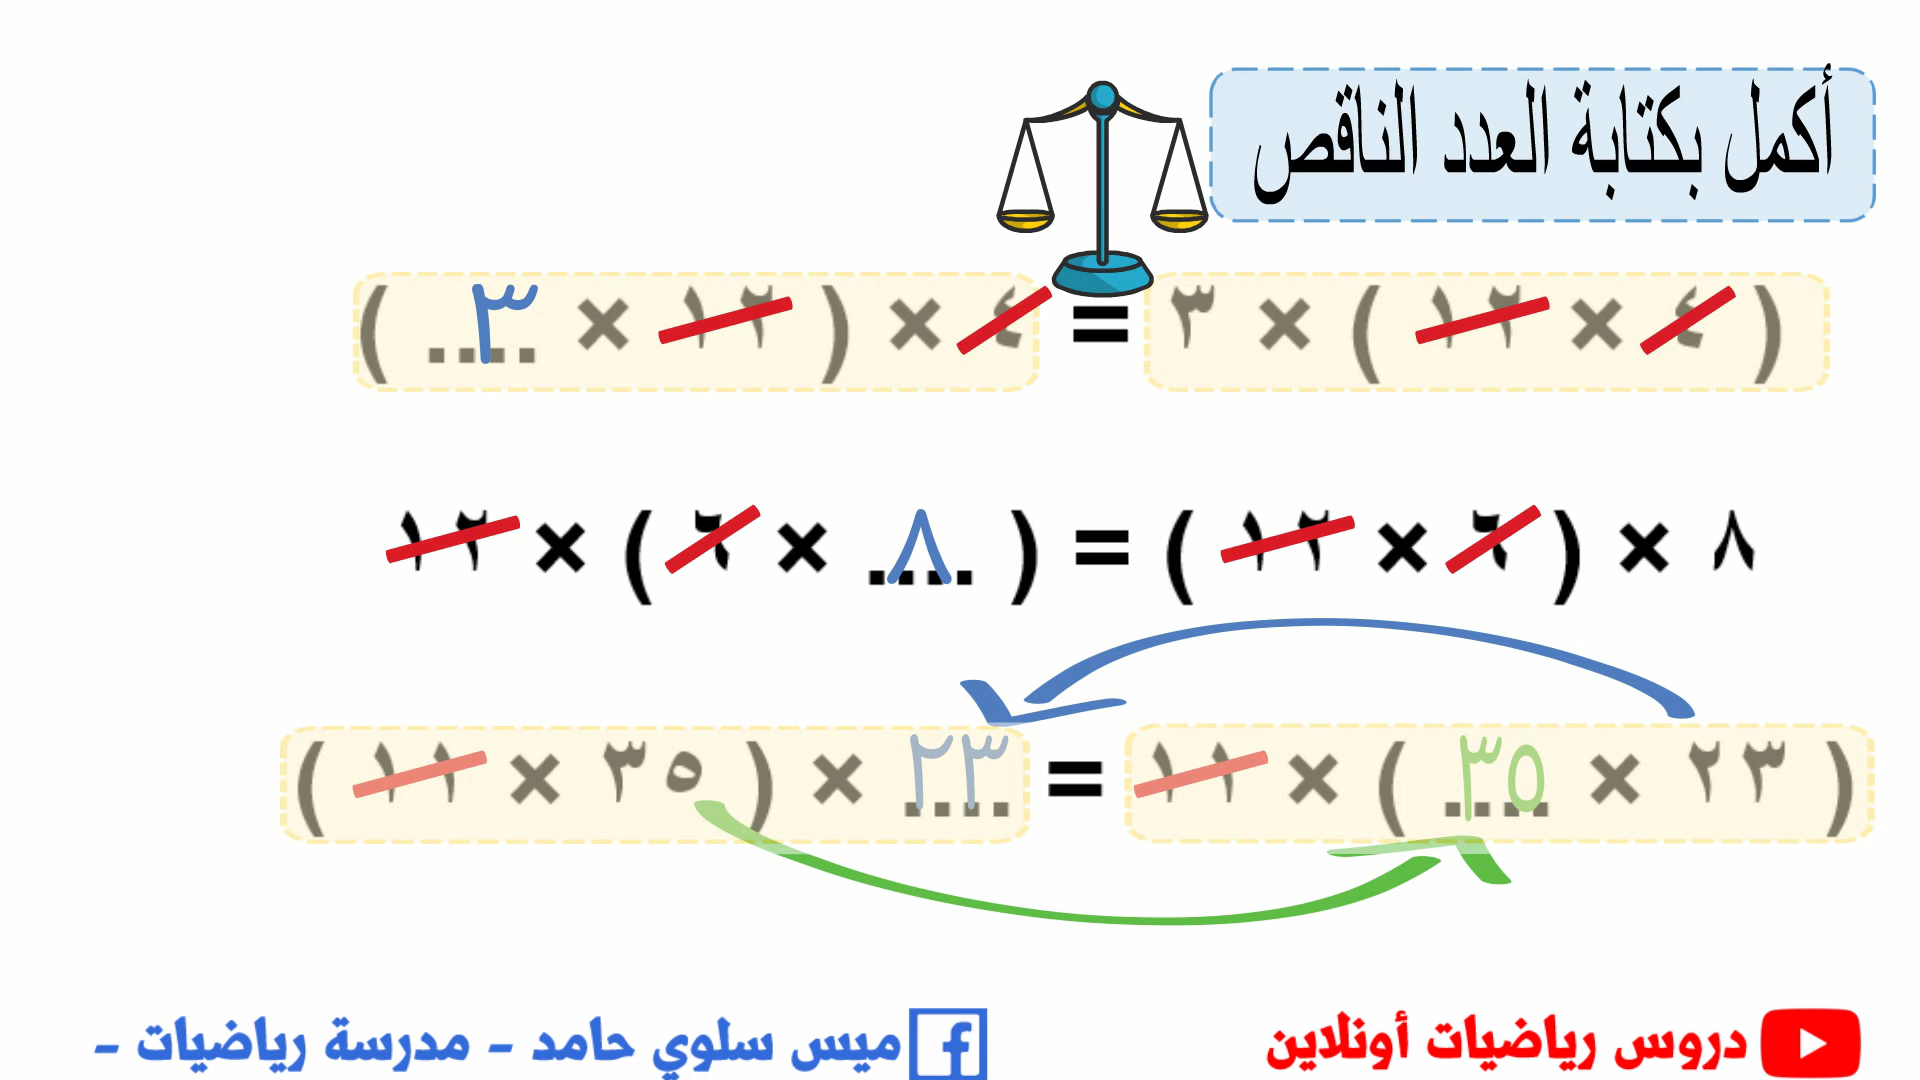 أكمل بكتابة العدد الناقص
( ٤ × ١٢ ) × ٣ = ٤ × ( ١٢ × ٣.... )
٨ × ( ٦ × ١٢ ) = ( ٨.... × ٦ ) × ١٢
( ٢٣ × ٣٥.... ) × ١١ = ٢٣.... × ( ٣٥ × ١١ )
دروس رياضيات أونلاين
ميس سلوي حامد - مدرسة رياضيات -